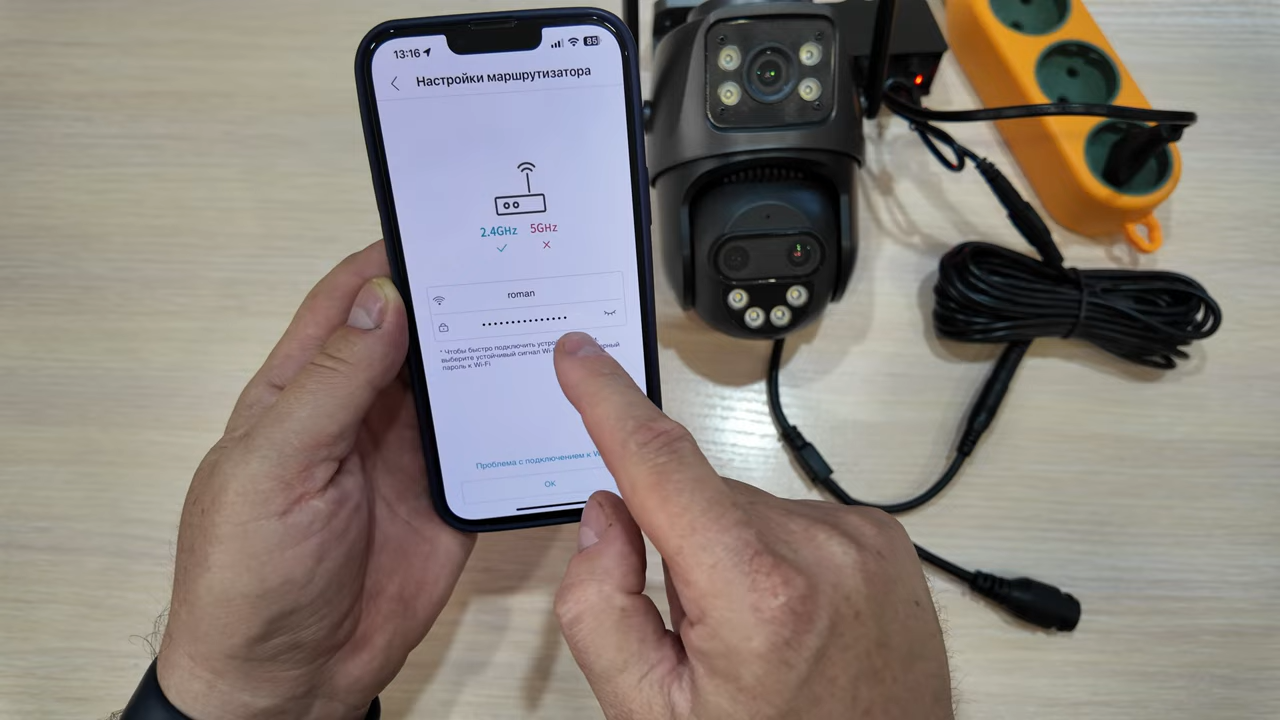 13:16
85
Настройки маршрутизатора
2.4GHz 5GHz
roman
* Чтобы быстро подключить
выберите устойчивый сигнал Wi-
пароль к Wi-Fi
Проблема с подключением к
OK